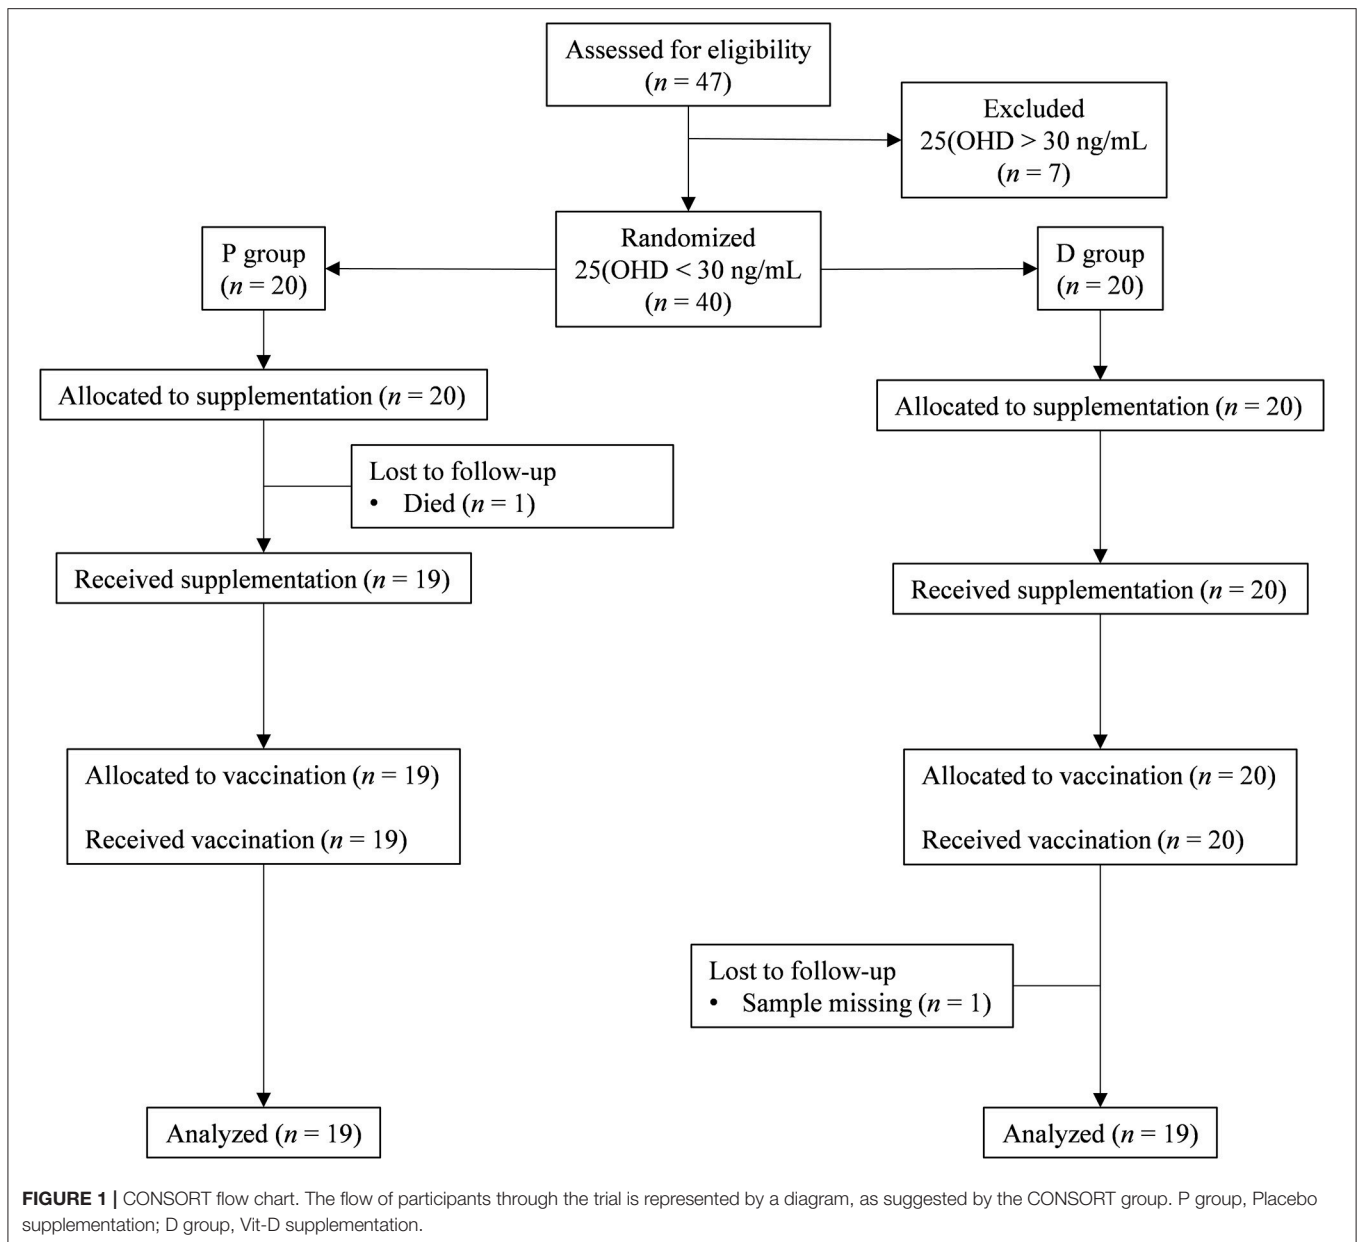 Assessed for eligibility
(n = 47)
Excluded
25(OHD > 30 ng/mL
(n = 7)
Randomized
25(OHD < 30 ng/mL
(n = 40)
P group
(n = 20)
D group
(n = 20)
Allocated to supplementation (n = 20)
Allocated to supplementation (n = 20)
Lost to follow-up
• Died (n = 1)
Received supplementation (n = 19)
Received supplementation (n = 20)
Allocated to vaccination (n = 19)
Received vaccination (n = 19)
Allocated to vaccination (n = 20)
Received vaccination (n = 20)
Lost to follow-up
• Sample missing (n = 1)
Analyzed (n = 19)
Analyzed (n = 19)
FIGURE 1 | CONSORT flow chart. The flow of participants through the trial is represented by a diagram, as suggested by the CONSORT group. P group, Placebo
supplementation; D group, Vit-D supplementation.